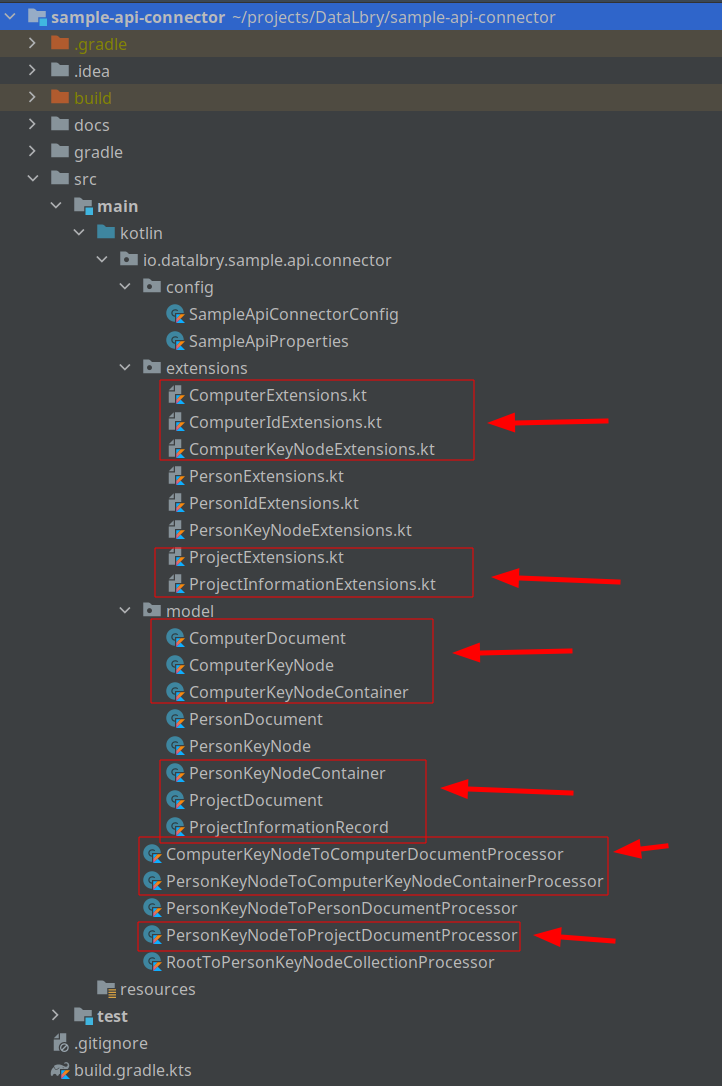 sample-api-connector ~/projects/DataLbry/sample-api-connector
.gradle
.idea
build
docs
gradle
src
main
kotlin
io.datalbry.sample.api.connector
config
SampleApiConnectorConfig
SampleApiProperties
extensions
ComputerExtensions.kt
ComputerIdExtensions.kt
ComputerKeyNodeExtensions.kt
PersonExtensions.kt
PersonIdExtensions.kt
PersonKeyNodeExtensions.kt
ProjectExtensions.kt
ProjectInformationExtensions.kt
model
ComputerDocument
ComputerKeyNode
ComputerKeyNodeContainer
PersonDocument
PersonKeyNode
PersonKeyNodeContainer
ProjectDocument
ProjectInformationRecord
ComputerKeyNodeToComputerDocumentProcessor
PersonKeyNodeToComputerKeyNodeContainerProcessor
PersonKeyNodeToPersonDocumentProcessor
PersonKeyNodeToProjectDocumentProcessor
RootToPersonKeyNodeCollectionProcessor
resources
test
.gitignore
build.gradle.kts